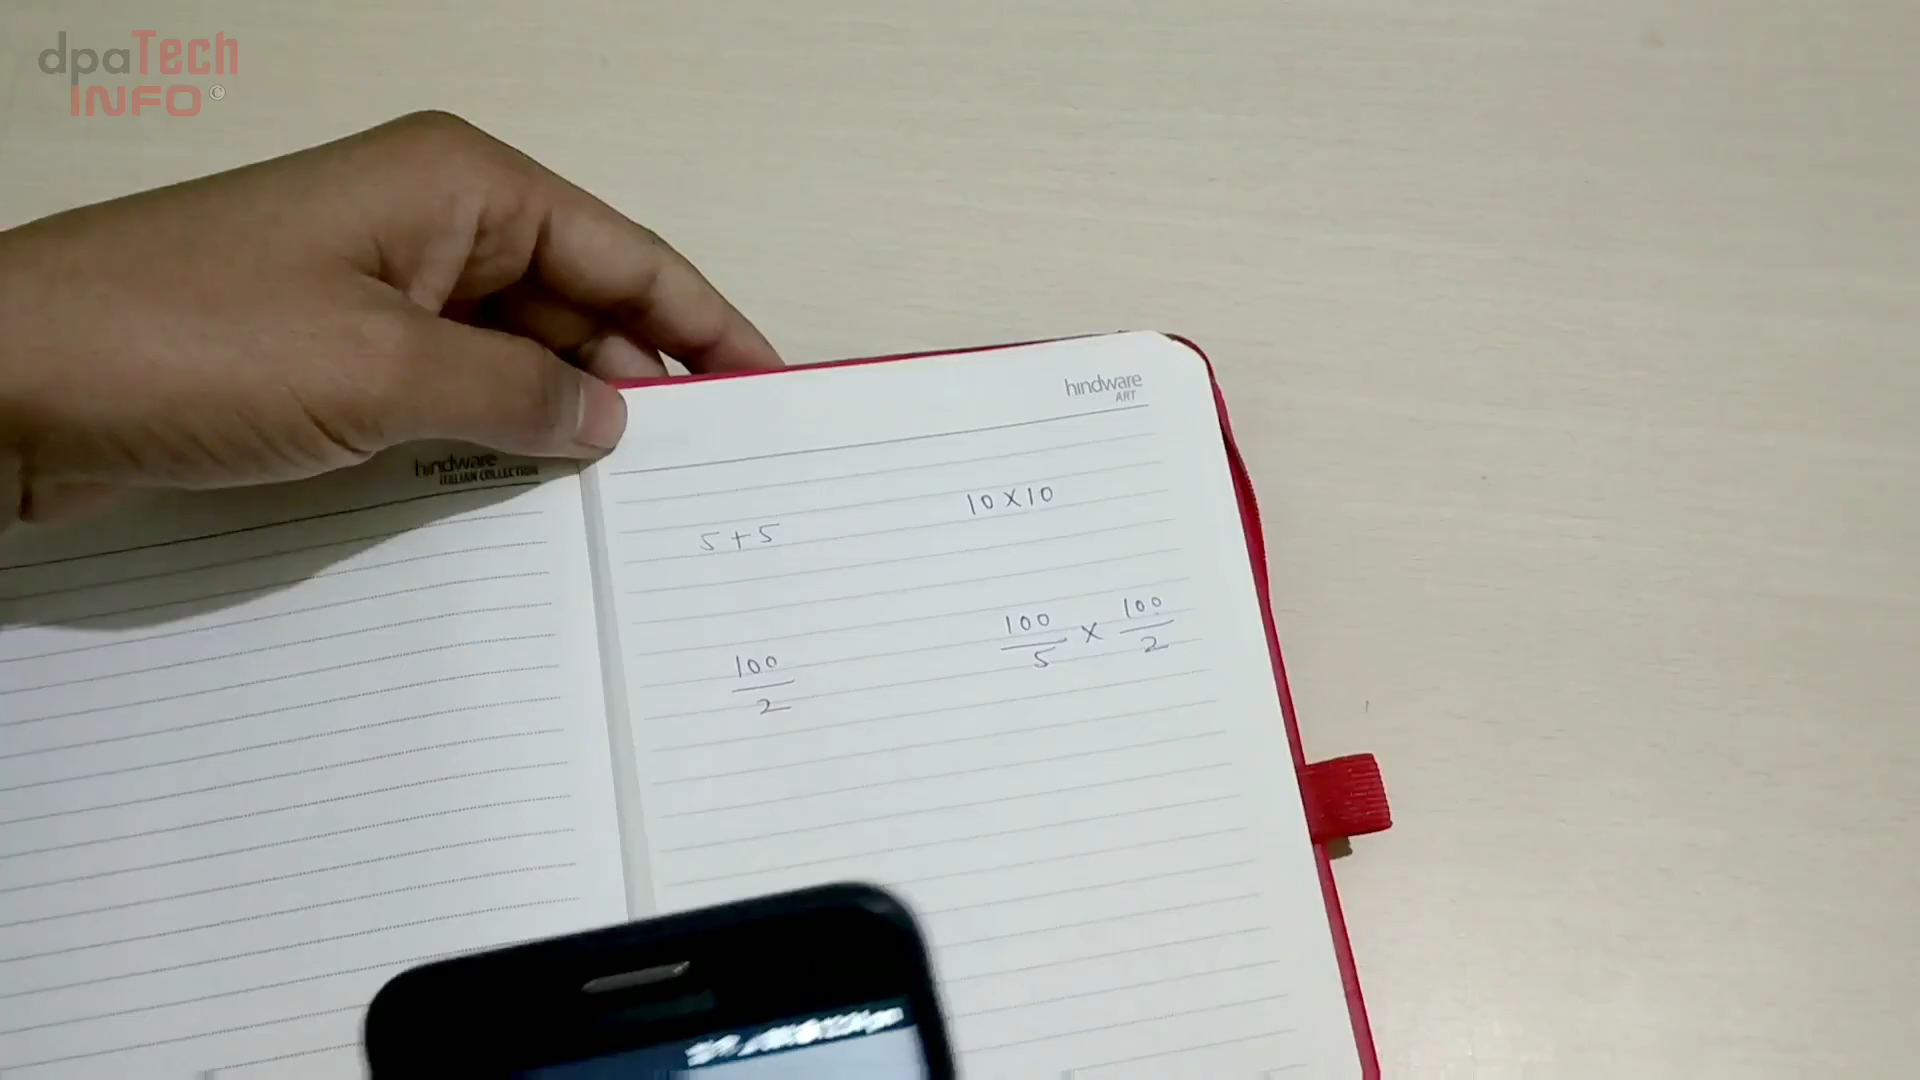 dpaTech
INFO©
hindware
ITALIAN COLLECTION
hindware
ART
5+5
10×10
100
2
100
5
×
100
2